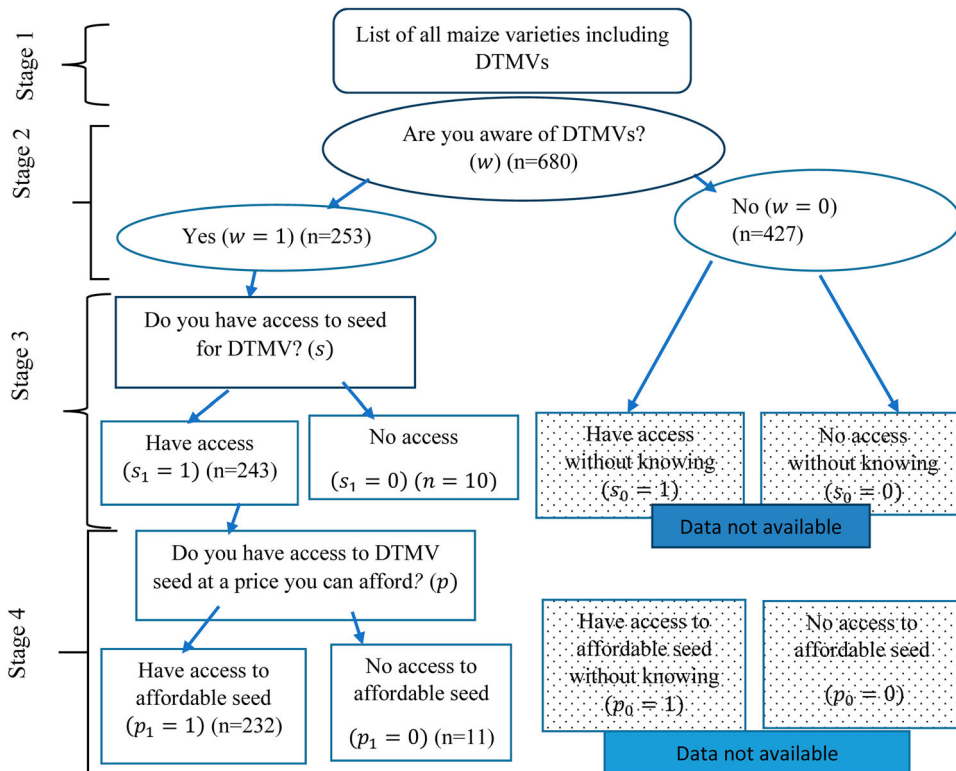 Stage 1
List of all maize varieties including
DTMVs
Stage 2
Are you aware of DTMVs?
(w) (n=680)
Yes (w = 1) (n=253)
No (w = 0)
(n=427)
Stage 3
Do you have access to seed
for DTMV? (s)
Have access
(s₁ = 1) (n=243)
No access
(s₁ = 0) (n = 10)
Have access
without knowing
(s₀ = 1)
No access
without knowing
(s₀ = 0)
Data not available
Stage 4
Do you have access to DTMV
seed at a price you can afford? (p)
Have access to
affordable seed
(p₁ = 1) (n=232)
No access to
affordable seed
(p₁ = 0) (n=11)
Have access to
affordable seed
without knowing
(p₀ = 1)
No access to
affordable seed
(p₀ = 0)
Data not available